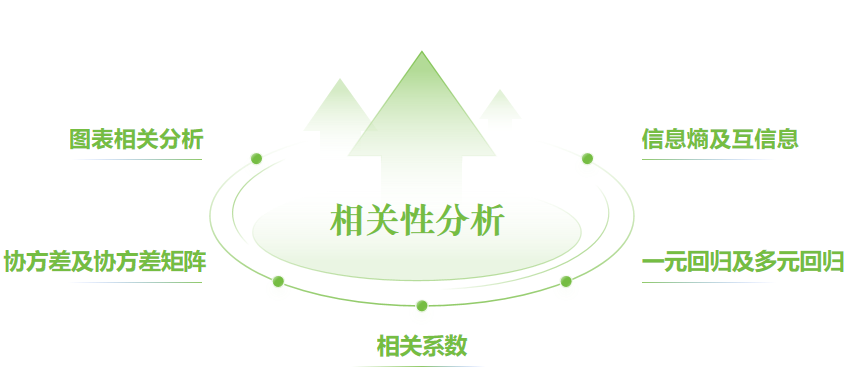 图表相关分析
信息熵及互信息
相关性分析
协方差及协方差矩阵
一元回归及多元回归
相关系数